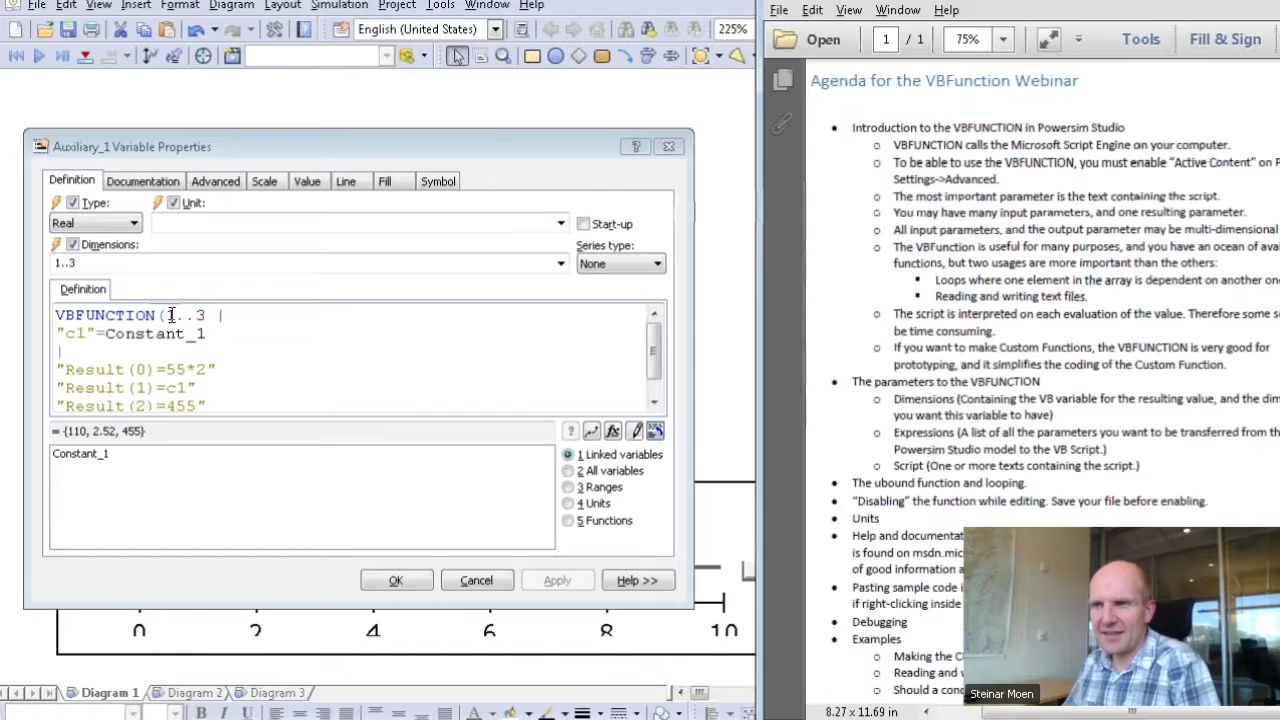 File Edit View Insert Format Diagram Layout Simulation Project Tools Window Help
English (United States) 225%
Auxiliary_1 Variable Properties
Definition Documentation Advanced Scale Value Line Fill Symbol
Type: Unit:
Real Start-up
Dimensions: Series type:
1..3 None
Definition
VBFUNCTION(1..3 |
"c1"=Constant_1
|
"Result(0)=55*2"
"Result(1)=c1"
"Result(2)=455"
= {110, 2.52, 455}
Constant_1
1 Linked variables
2 All variables
3 Ranges
4 Units
5 Functions
OK Cancel Apply Help >>
0 2 4 6 8 10
Diagram 1 Diagram 2 Diagram 3
B I U
File Edit View Window Help
Open 1 / 1 75% Tools Fill & Sign
Agenda for the VBFunction Webinar
• Introduction to the VBFUNCTION in Powersim Studio
o VBFUNCTION calls the Microsoft Script Engine on your computer.
o To be able to use the VBFUNCTION, you must enable "Active Content" on P
Settings->Advanced.
o The most important parameter is the text containing the script.
o You may have many input parameters, and one resulting parameter.
o All input parameters, and the output parameter may be multi-dimensional
o The VBFunction is useful for many purposes, and you have an ocean of ava
functions, but two usages are more important than the others:
▪ Loops where one element in the array is dependent on another one
▪ Reading and writing text files.
o The script is interpreted on each evaluation of the value. Therefore some s
be time consuming.
o If you want to make Custom Functions, the VBFUNCTION is very good for
prototyping, and it simplifies the coding of the Custom Function.
• The parameters to the VBFUNCTION
o Dimensions (Containing the VB variable for the resulting value, and the dim
you want this variable to have)
o Expressions (A list of all the parameters you want to be transferred from th
Powersim Studio model to the VB Script.)
o Script (One or more texts containing the script.)
• The ubound function and looping.
• "Disabling" the function while editing. Save your file before enabling.
• Units
• Help and documentat
is found on msdn.mic
of good information a
• Pasting sample code i
if right-clicking inside
• Debugging
• Examples
o Making the C
o Reading and w
o Should a cond
Steinar Moen
8.27 x 11.69 in